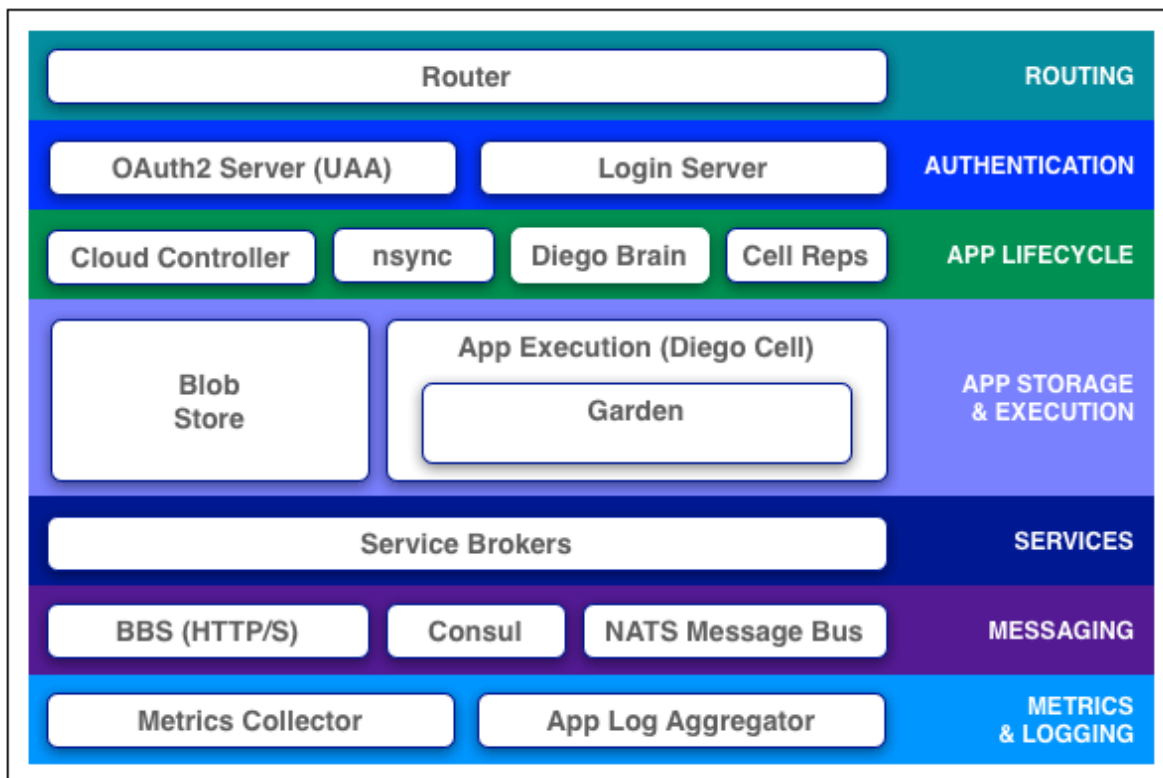 Router
ROUTING
OAuth2 Server (UAA)
Login Server
AUTHENTICATION
Cloud Controller
nsync
Diego Brain
Cell Reps
APP LIFECYCLE
Blob
Store
App Execution (Diego Cell)
Garden
APP STORAGE
& EXECUTION
Service Brokers
SERVICES
BBS (HTTP/S)
Consul
NATS Message Bus
MESSAGING
Metrics Collector
App Log Aggregator
METRICS
& LOGGING